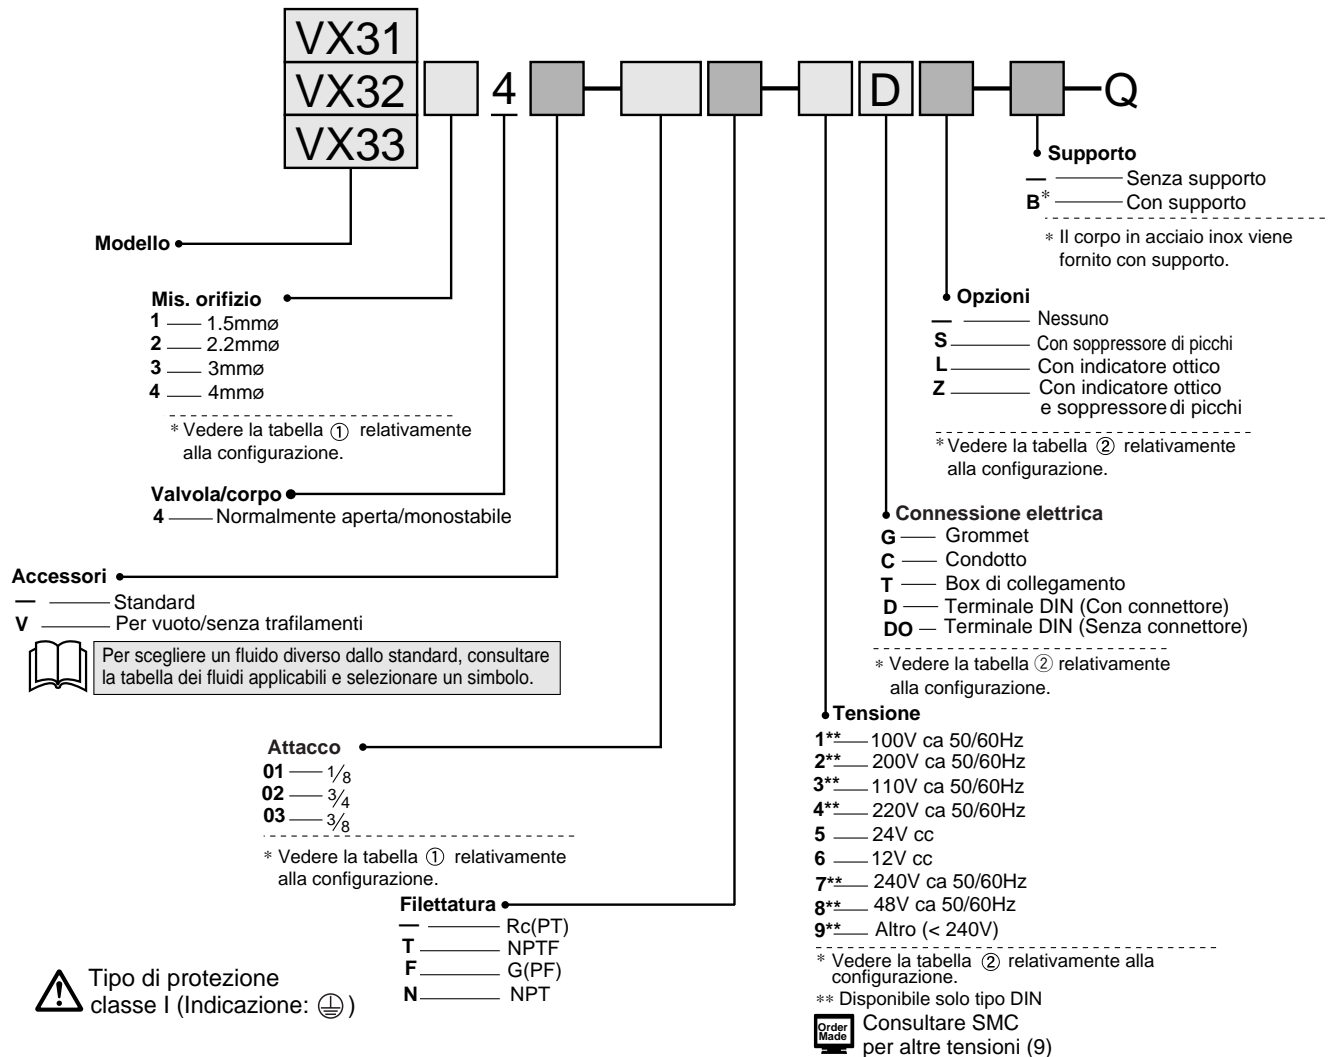 VX31
VX32 4 D Q
VX33
Modello
Mis. orifizio
1 1.5mmø
2 2.2mmø
3 3mmø
4 4mmø
* Vedere la tabella ① relativamente
alla configurazione.
Valvola/corpo
4 Normalmente aperta/monostabile
Accessori
— Standard
V Per vuoto/senza trafilamenti
Per scegliere un fluido diverso dallo standard, consultare
la tabella dei fluidi applicabili e selezionare un simbolo.
Attacco
01 1/8
02 3/4
03 3/8
* Vedere la tabella ① relativamente
alla configurazione.
Filettatura
— Rc(PT)
T NPTF
F G(PF)
N NPT
Tipo di protezione
classe I (Indicazione: )
Supporto
— Senza supporto
B* Con supporto
* Il corpo in acciaio inox viene
fornito con supporto.
Opzioni
— Nessuno
S Con soppressore di picchi
L Con indicatore ottico
Z Con indicatore ottico
e soppressore di picchi
* Vedere la tabella ② relativamente
alla configurazione.
Connessione elettrica
G Grommet
C Condotto
T Box di collegamento
D Terminale DIN (Con connettore)
DO Terminale DIN (Senza connettore)
* Vedere la tabella ② relativamente
alla configurazione.
Tensione
1** 100V ca 50/60Hz
2** 200V ca 50/60Hz
3** 110V ca 50/60Hz
4** 220V ca 50/60Hz
5 24V cc
6 12V cc
7** 240V ca 50/60Hz
8** 48V ca 50/60Hz
9** Altro (< 240V)
* Vedere la tabella ② relativamente alla
configurazione.
** Disponibile solo tipo DIN
Order
Made
Consultare SMC
per altre tensioni (9)